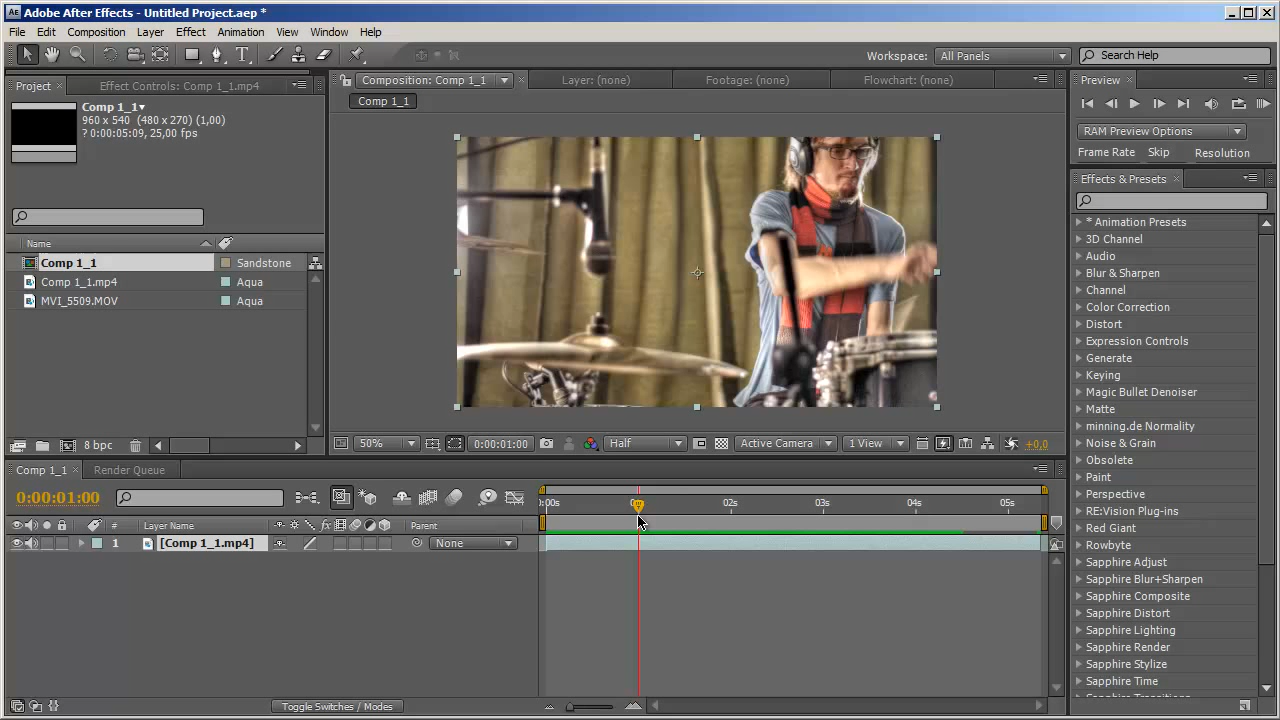 AE Adobe After Effects - Untitled Project.aep *
File Edit Composition Layer Effect Animation View Window Help
Workspace: All Panels Search Help
Project Effect Controls: Comp 1_1.mp4
Comp 1_1
960 x 540 (480 x 270) (1,00)
? 0:00:05:09, 25,00 fps
Name
Comp 1_1 Sandstone
Comp 1_1.mp4 Aqua
MVI_5509.MOV Aqua
8 bpc
Composition: Comp 1_1 Layer: (none) Footage: (none) Flowchart: (none)
Comp 1_1
50% 0:00:01:00 Half Active Camera 1 View +0,0
Preview
RAM Preview Options
Frame Rate Skip Resolution
Effects & Presets
* Animation Presets
3D Channel
Audio
Blur & Sharpen
Channel
Color Correction
Distort
Expression Controls
Generate
Keying
Magic Bullet Denoiser
Matte
minning.de Normality
Noise & Grain
Obsolete
Paint
Perspective
RE:Vision Plug-ins
Red Giant
Rowbyte
Sapphire Adjust
Sapphire Blur+Sharpen
Sapphire Composite
Sapphire Distort
Sapphire Lighting
Sapphire Render
Sapphire Stylize
Sapphire Time
Comp 1_1 Render Queue
0:00:01:00
# Layer Name Parent
1 [Comp 1_1.mp4] None
):00s 02s 03s 04s 05s
Toggle Switches / Modes